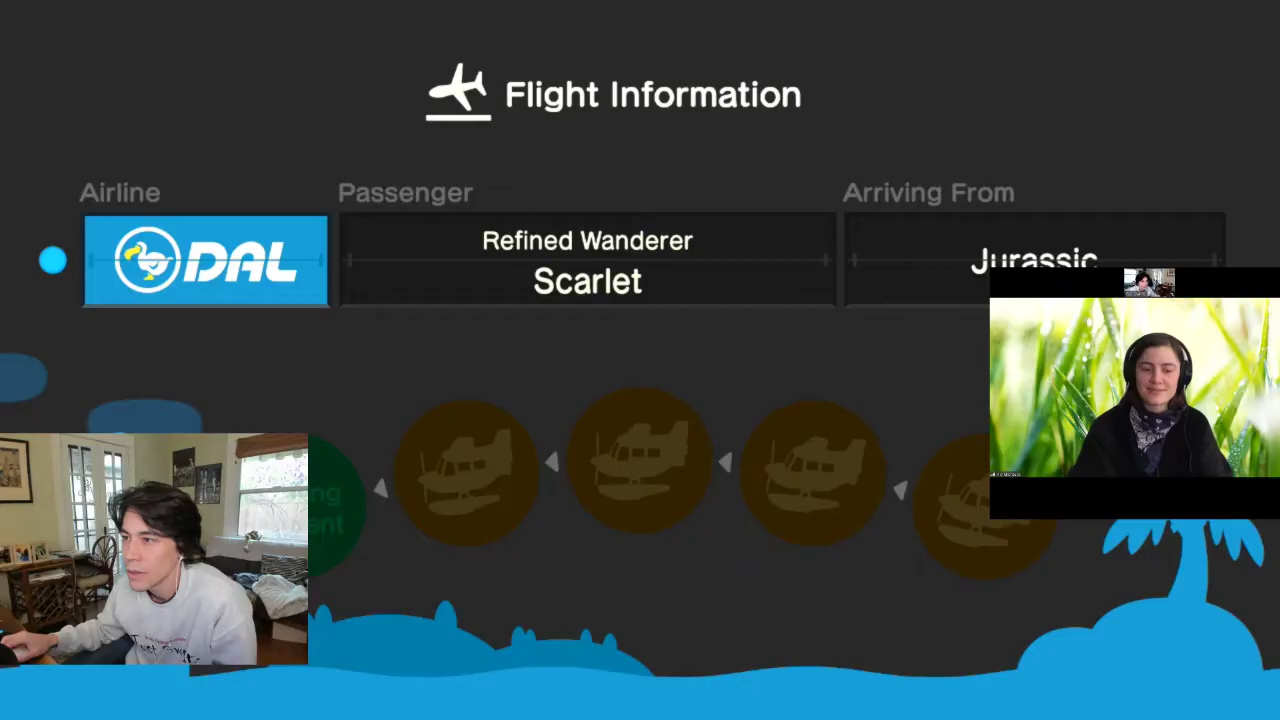 Flight Information
Airline
Passenger
Arriving From
DAL
Refined Wanderer
Scarlet
Jurassic